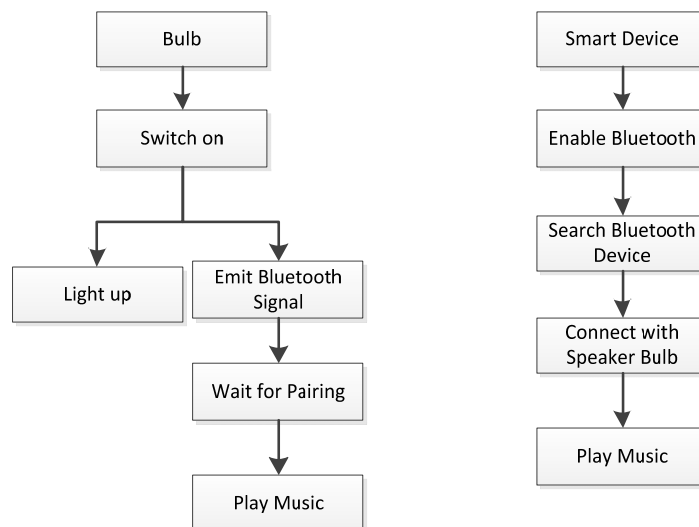 Bulb
Switch on
Light up
Emit Bluetooth
Signal
Wait for Pairing
Play Music
Smart Device
Enable Bluetooth
Search Bluetooth
Device
Connect with
Speaker Bulb
Play Music